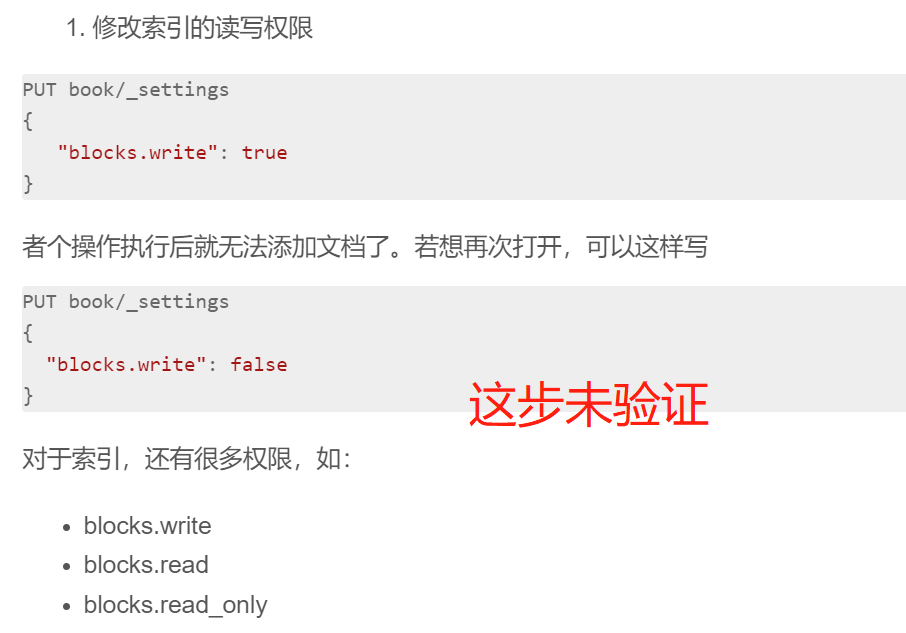 1. 修改索引的读写权限
PUT book/_settings
{
"blocks.write": true
}
者个操作执行后就无法添加文档了。若想再次打开，可以这样写
PUT book/_settings
{
"blocks.write": false
}
这步未验证
对于索引，还有很多权限，如：
• blocks.write
• blocks.read
• blocks.read_only